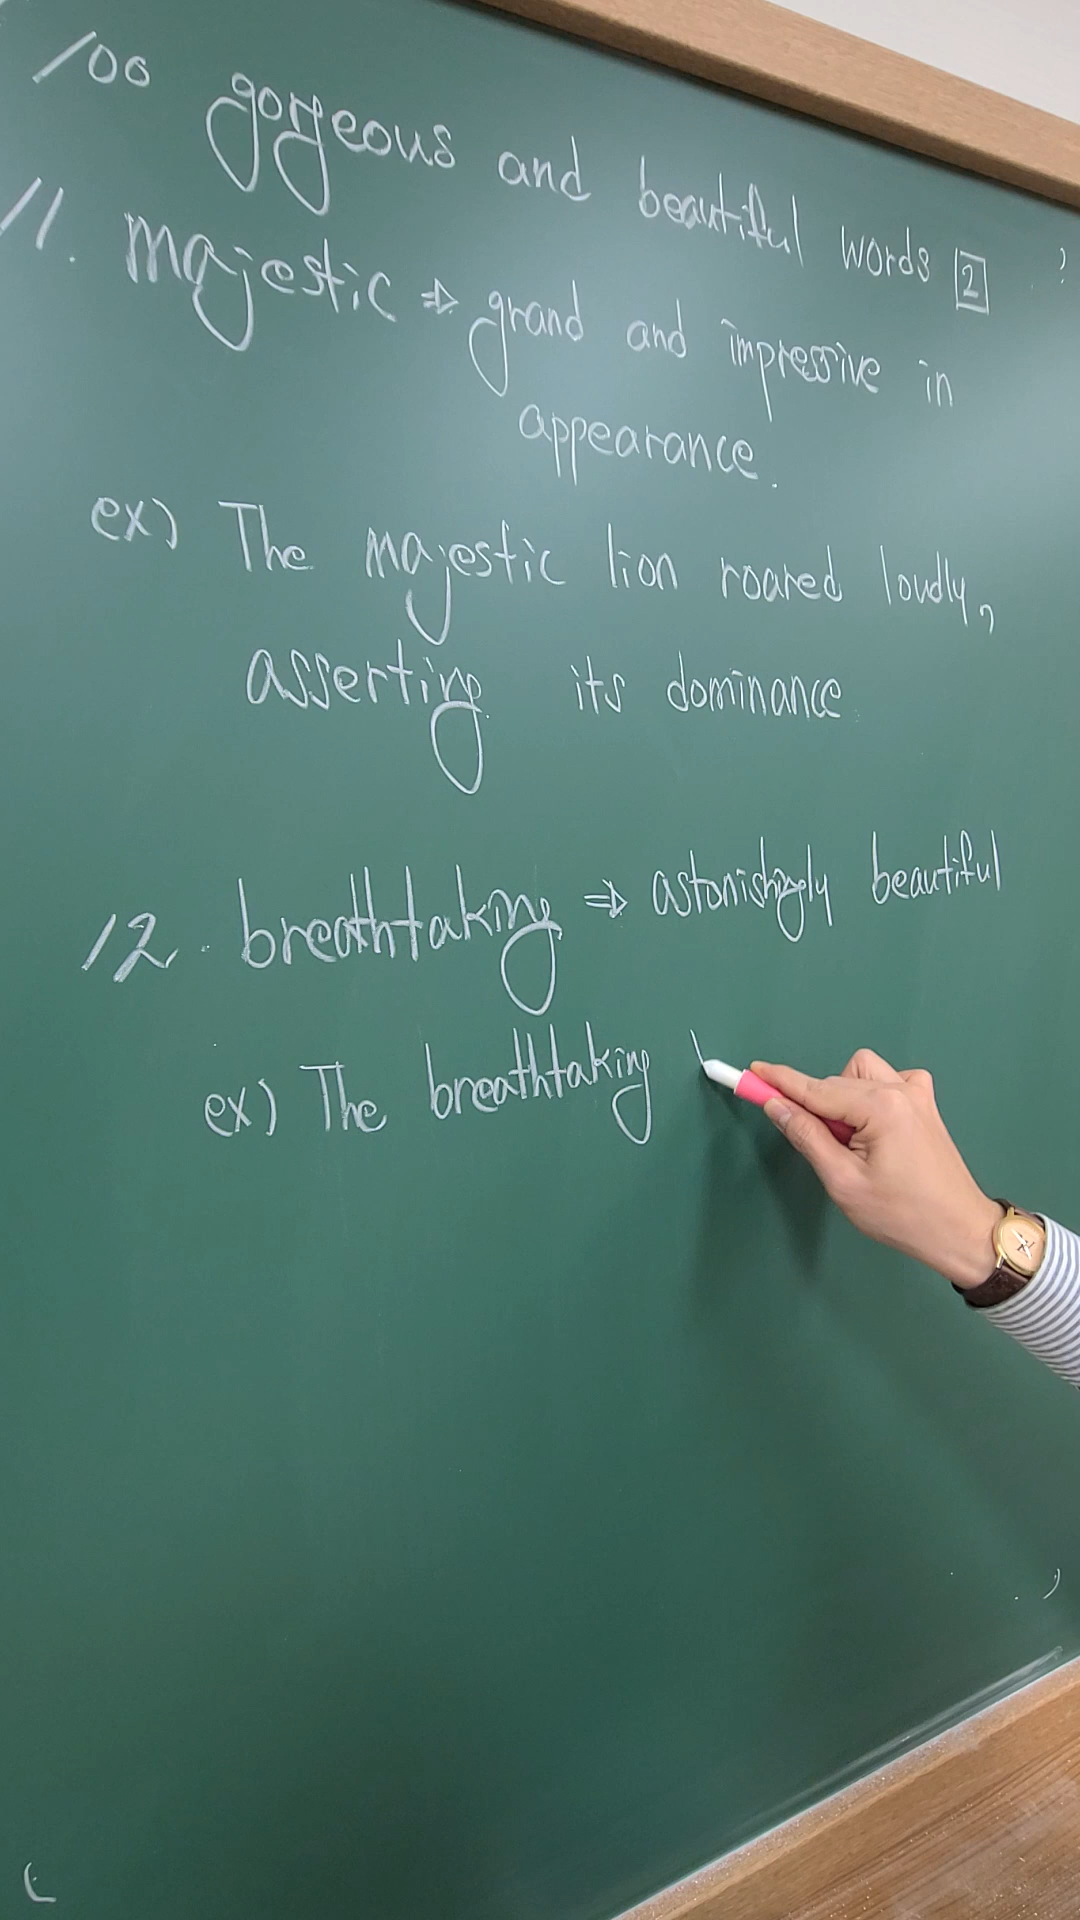 100 gorgeous and beautiful words 2
11. majestic ⇒ grand and impressive in
appearance.
ex) The majestic lion roared loudly,
asserting its dominance
12. breathtaking ⇒ astonishingly beautiful
ex) The breathtaking